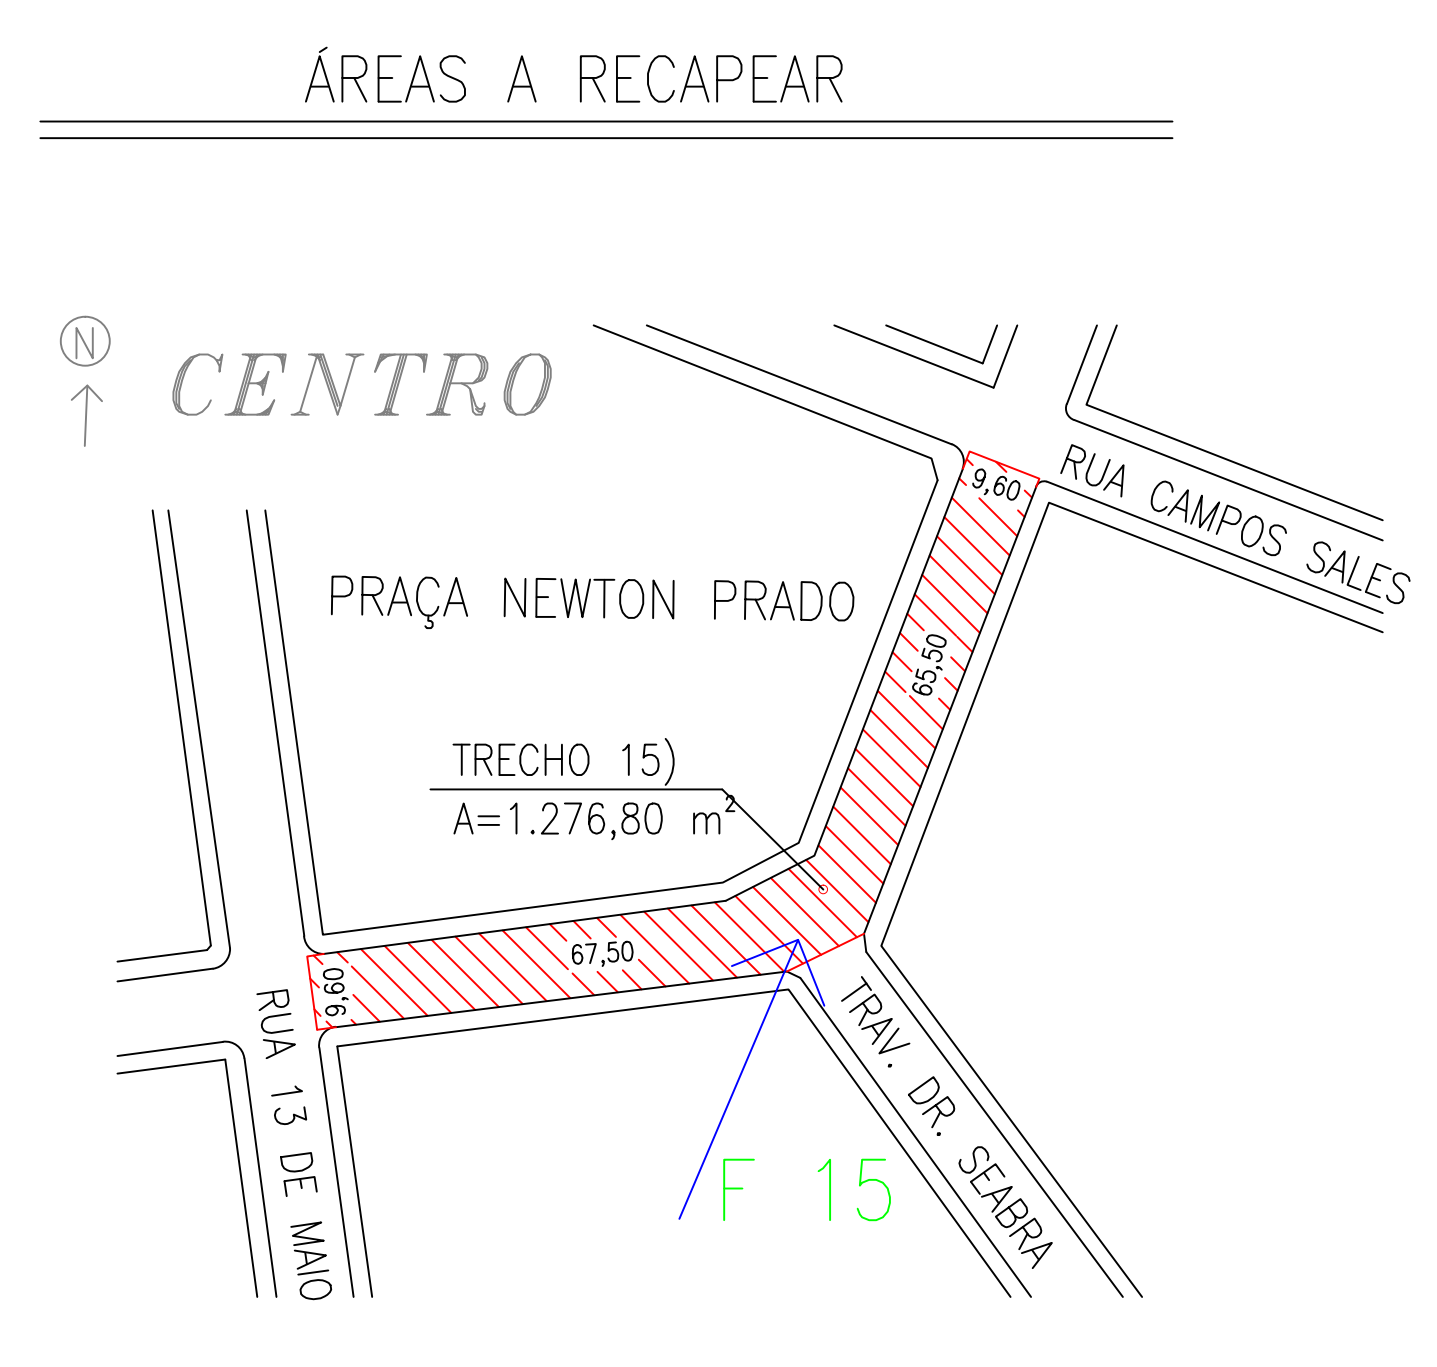 ÁREAS A RECAPEAR
N
CENTRO
9,60
RUA CAMPOS SALES
PRAÇA NEWTON PRADO
65,50
TRECHO 15)
A=1.276,80 m²
67,50
9,60
RUA 13 DE MAIO
TRAV. DR. SEABRA
F 15